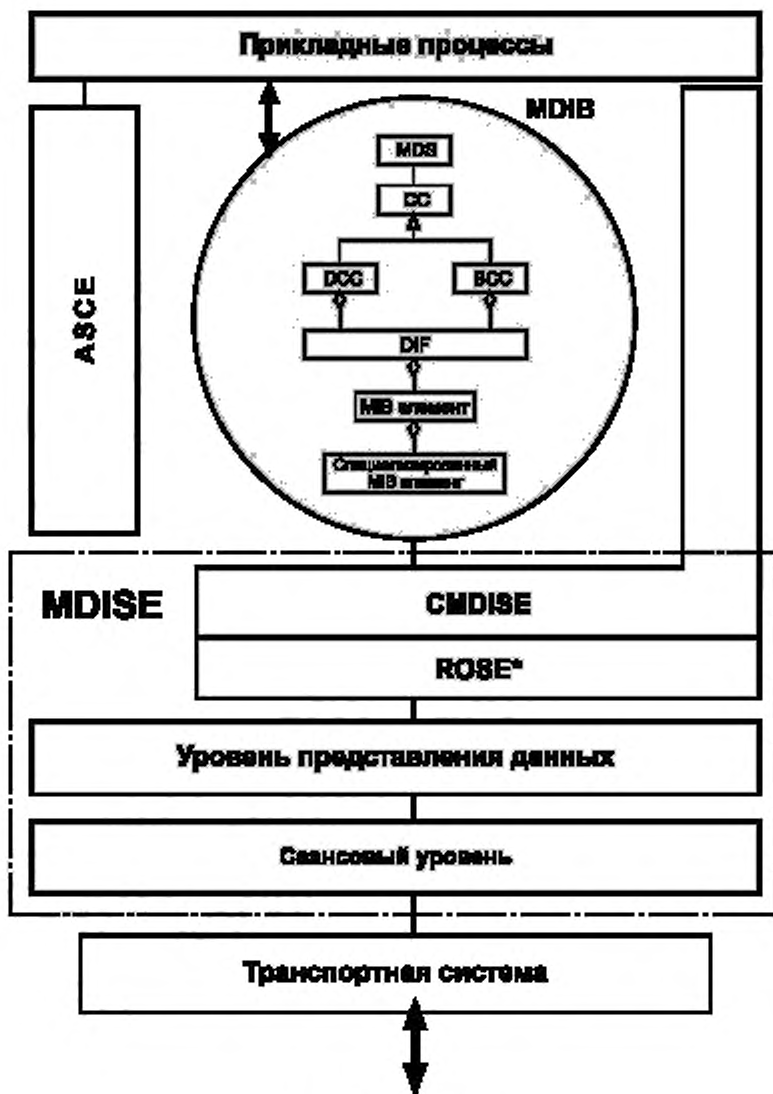 Прикладные процессы
MDIB
MDS
CC
DCC
BCC
DIF
MIB элемент
Специализированный
MIB элемент
ASCE
MDISE
CMDISE
ROSE*
Уровень представления данных
Сеансовый уровень
Транспортная система